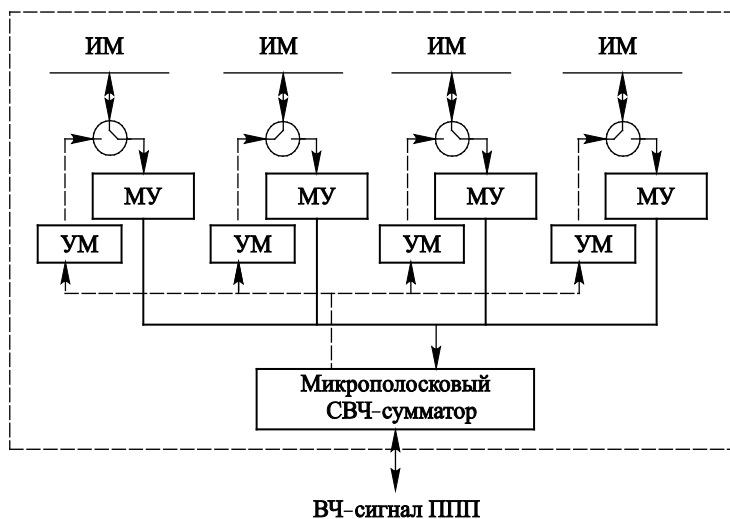 ИМ ИМ ИМ ИМ
МУ МУ МУ МУ
УМ УМ УМ УМ
Микрополосковый
СВЧ-сумматор
ВЧ-сигнал ППП